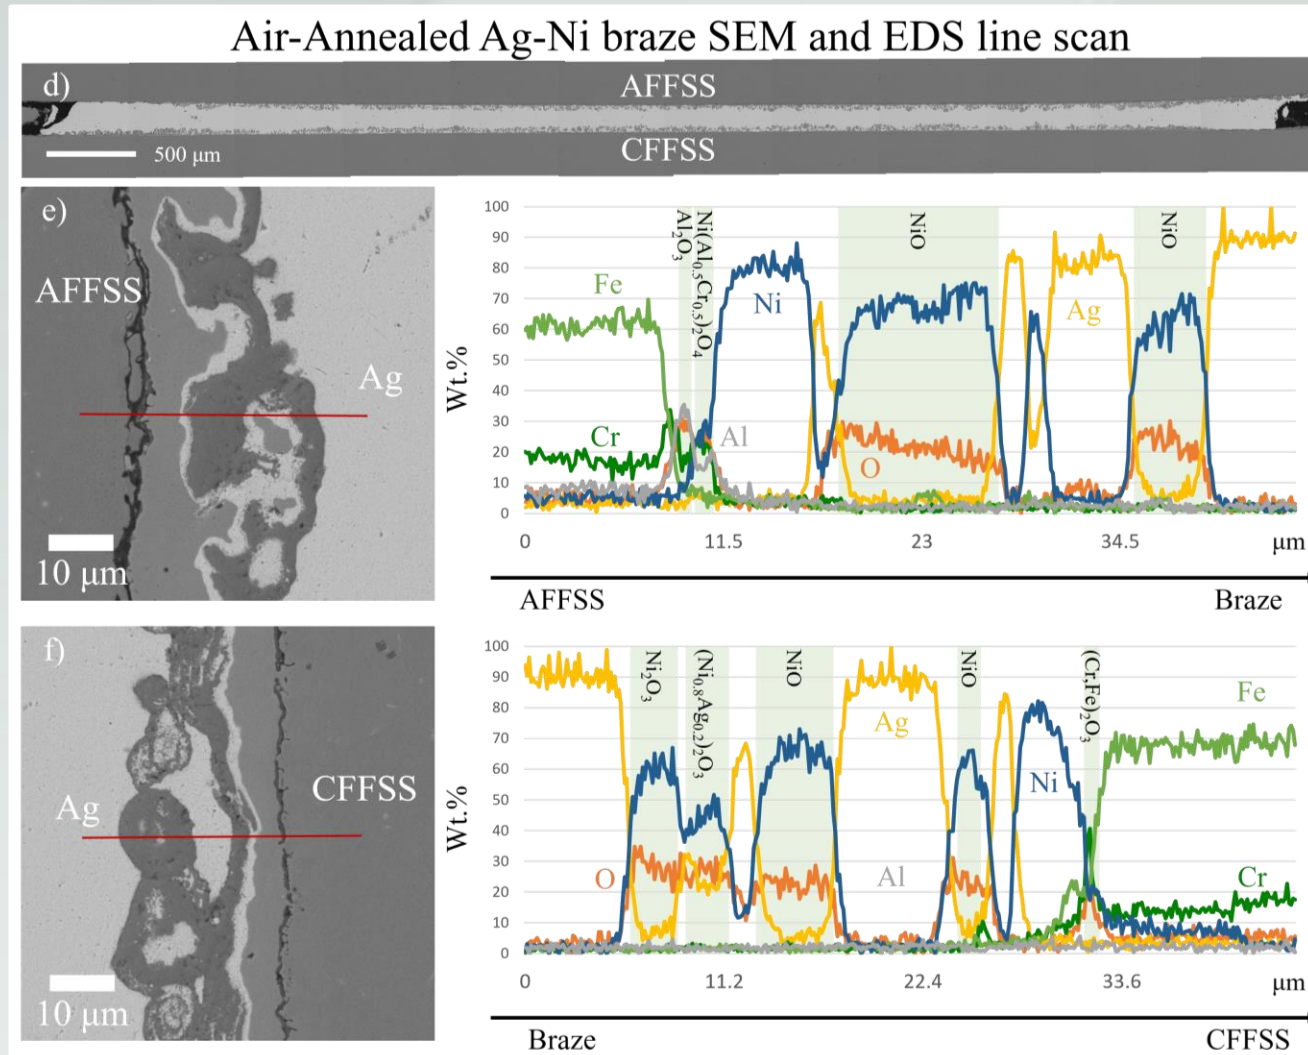 Air-Annealed Ag-Ni braze SEM and EDS line scan
d)
AFFSS
CFFSS
500 μm
e)
AFFSS
Ag
10 μm
Wt.%
100
90
80
70
60
50
40
30
20
10
0
Fe
Cr
Al₂O₃
Ni(Al₀.₅Cr₀.₅)₂O₄
Ni
Al
NiO
O
Ag
NiO
0 11.5 23 34.5 μm
AFFSS Braze
f)
Ag
CFFSS
10 μm
Wt.%
100
90
80
70
60
50
40
30
20
10
0
O
Ni₂O₃
(Ni₀.₈Ag₀.₂)₂O₃
NiO
Ag
Al
NiO
Ni
(Cr,Fe)₂O₃
Fe
Cr
0 11.2 22.4 33.6 μm
Braze CFFSS